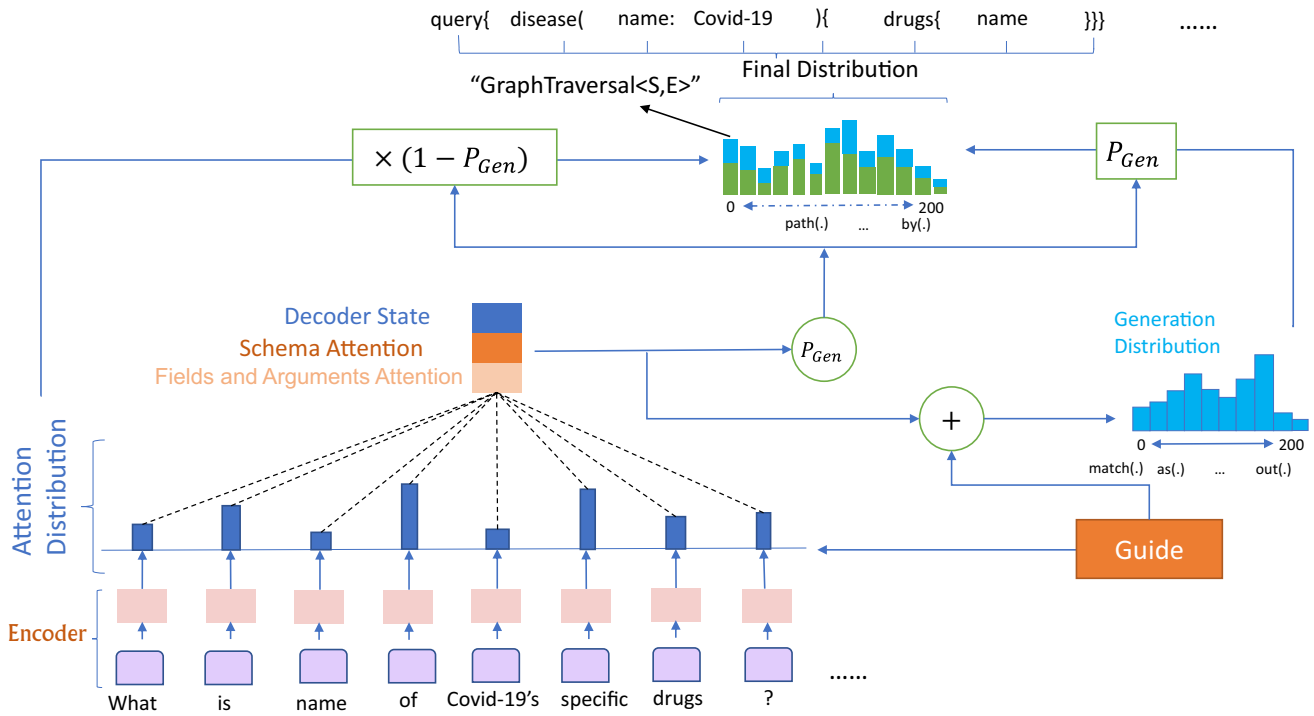 query{ disease( name: Covid-19 ){ drugs{ name }}} ......
Final Distribution
“GraphTraversal<S,E>”
× (1 − P_Gen)
P_Gen
0 200
path(.) ... by(.)
Decoder State
Schema Attention
Fields and Arguments Attention
P_Gen
Generation
Distribution
+
0 200
match(.) as(.) ... out(.)
Attention
Distribution
Guide
Encoder
What is name of Covid-19's specific drugs ? ......